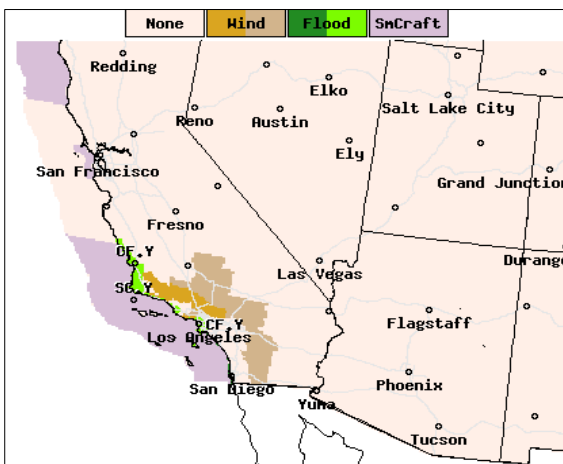 None Wind Flood SmCraft
Redding
Elko
Salt Lake City
Reno
Austin
Ely
San Francisco
Grand Junction
Fresno
CF.Y
Durango
Las Vegas
SC.Y
CF.Y
Flagstaff
Los Angeles
San Diego
Phoenix
Yuma
Tucson